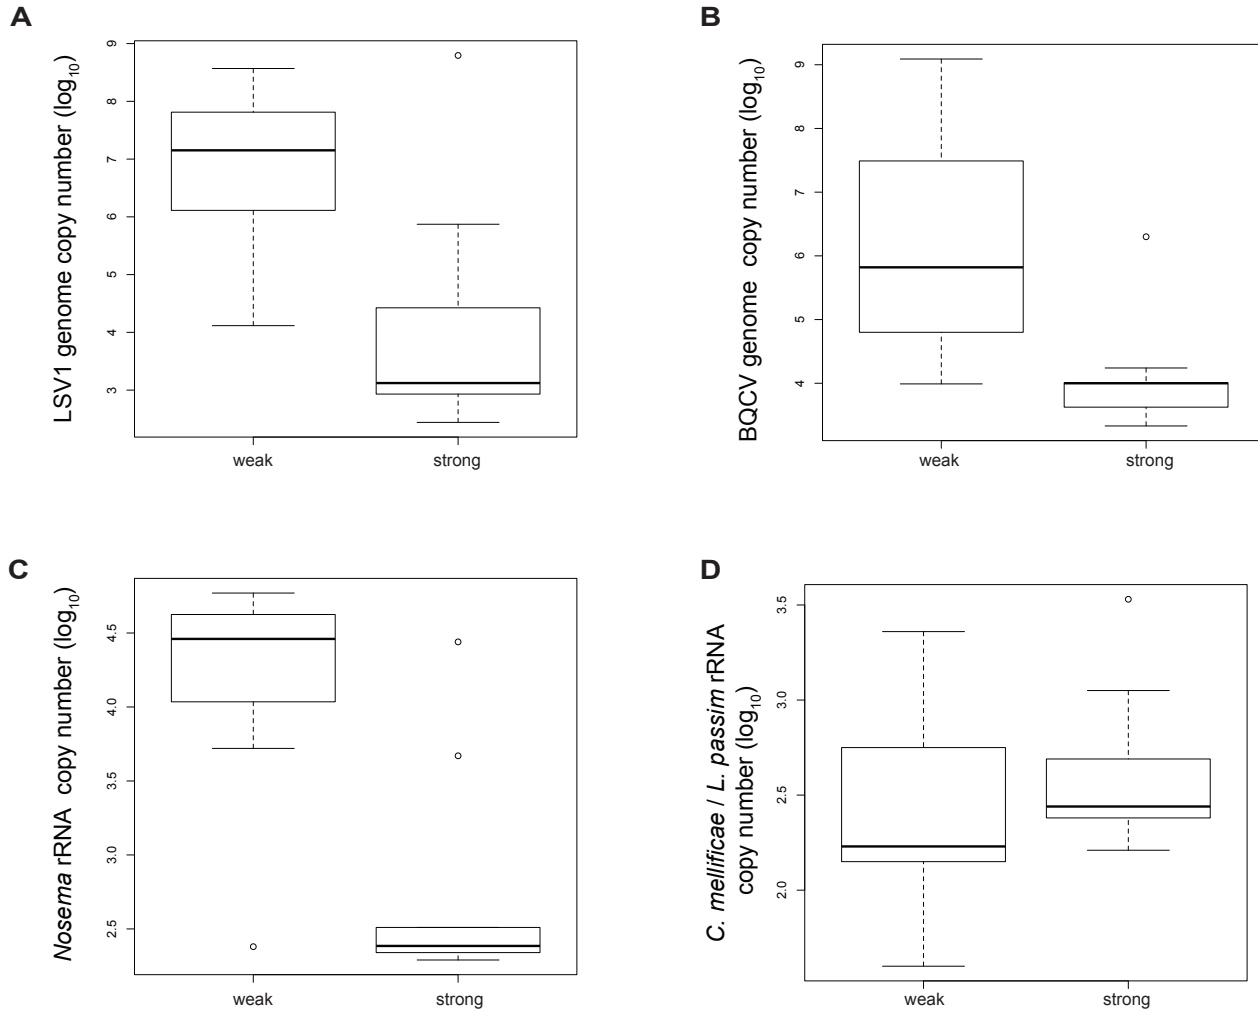 A
LSV1 genome copy number (log10)
9
8
7
6
5
4
3
weak strong
B
BQCV genome copy number (log10)
9
8
7
6
5
4
weak strong
C
Nosema rRNA copy number (log10)
4.5
4.0
3.5
3.0
2.5
weak strong
D
C. mellificae / L. passim rRNA
copy number (log10)
3.5
3.0
2.5
2.0
weak strong